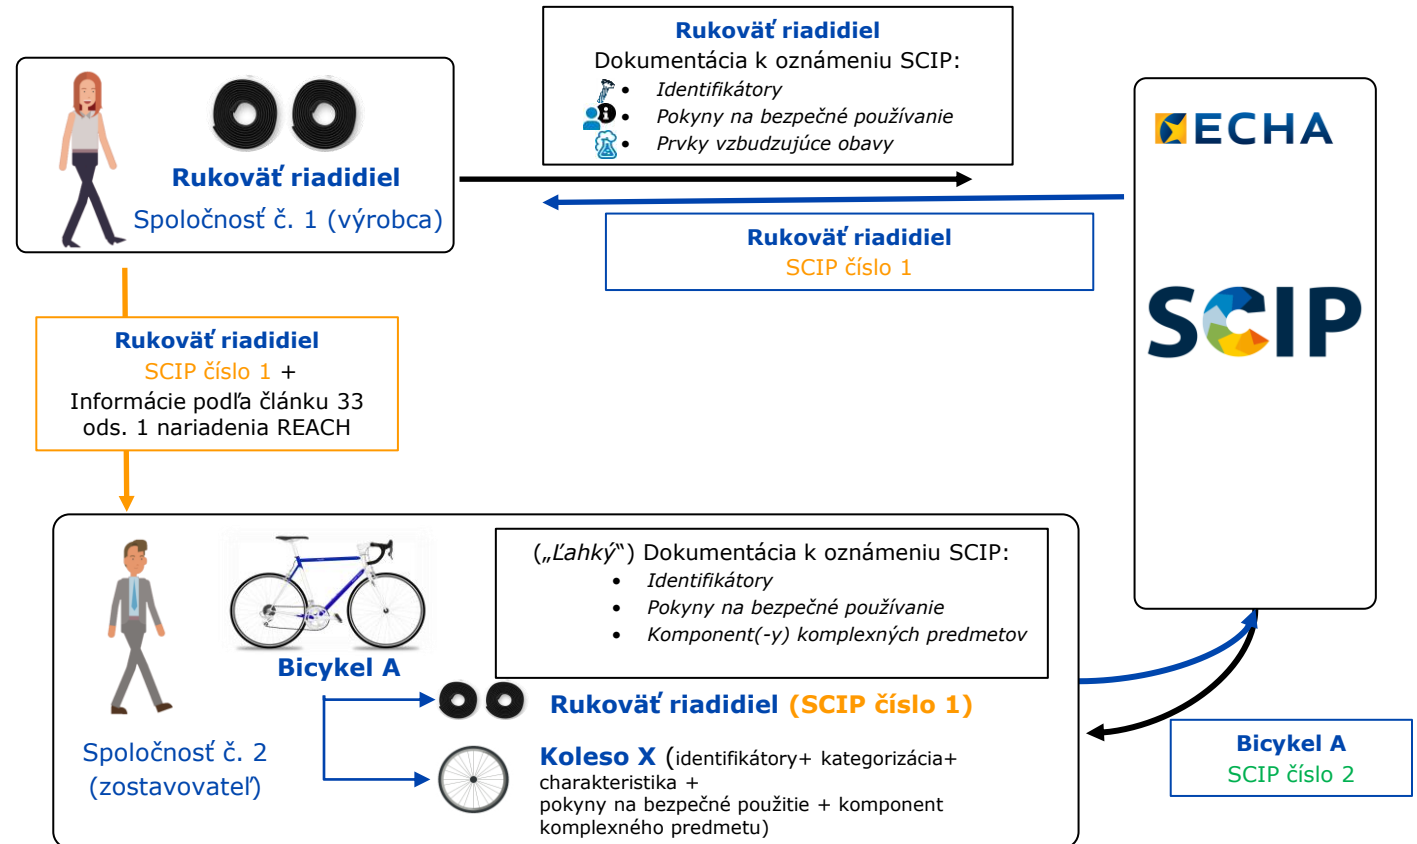 Rukoväť riadidiel
Dokumentácia k oznámeniu SCIP:
• Identifikátory
• Pokyny na bezpečné používanie
• Prvky vzbudzujúce obavy
Rukoväť riadidiel
Spoločnosť č. 1 (výrobca)
ECHA
Rukoväť riadidiel
SCIP číslo 1
SCIP
Rukoväť riadidiel
SCIP číslo 1 +
Informácie podľa článku 33
ods. 1 nariadenia REACH
(„Ľahký“) Dokumentácia k oznámeniu SCIP:
• Identifikátory
• Pokyny na bezpečné používanie
• Komponent(-y) komplexných predmetov
Bicykel A
Rukoväť riadidiel (SCIP číslo 1)
Spoločnosť č. 2
(zostavovateľ)
Koleso X (identifikátory+ kategorizácia+
charakteristika +
pokyny na bezpečné použitie + komponent
komplexného predmetu)
Bicykel A
SCIP číslo 2